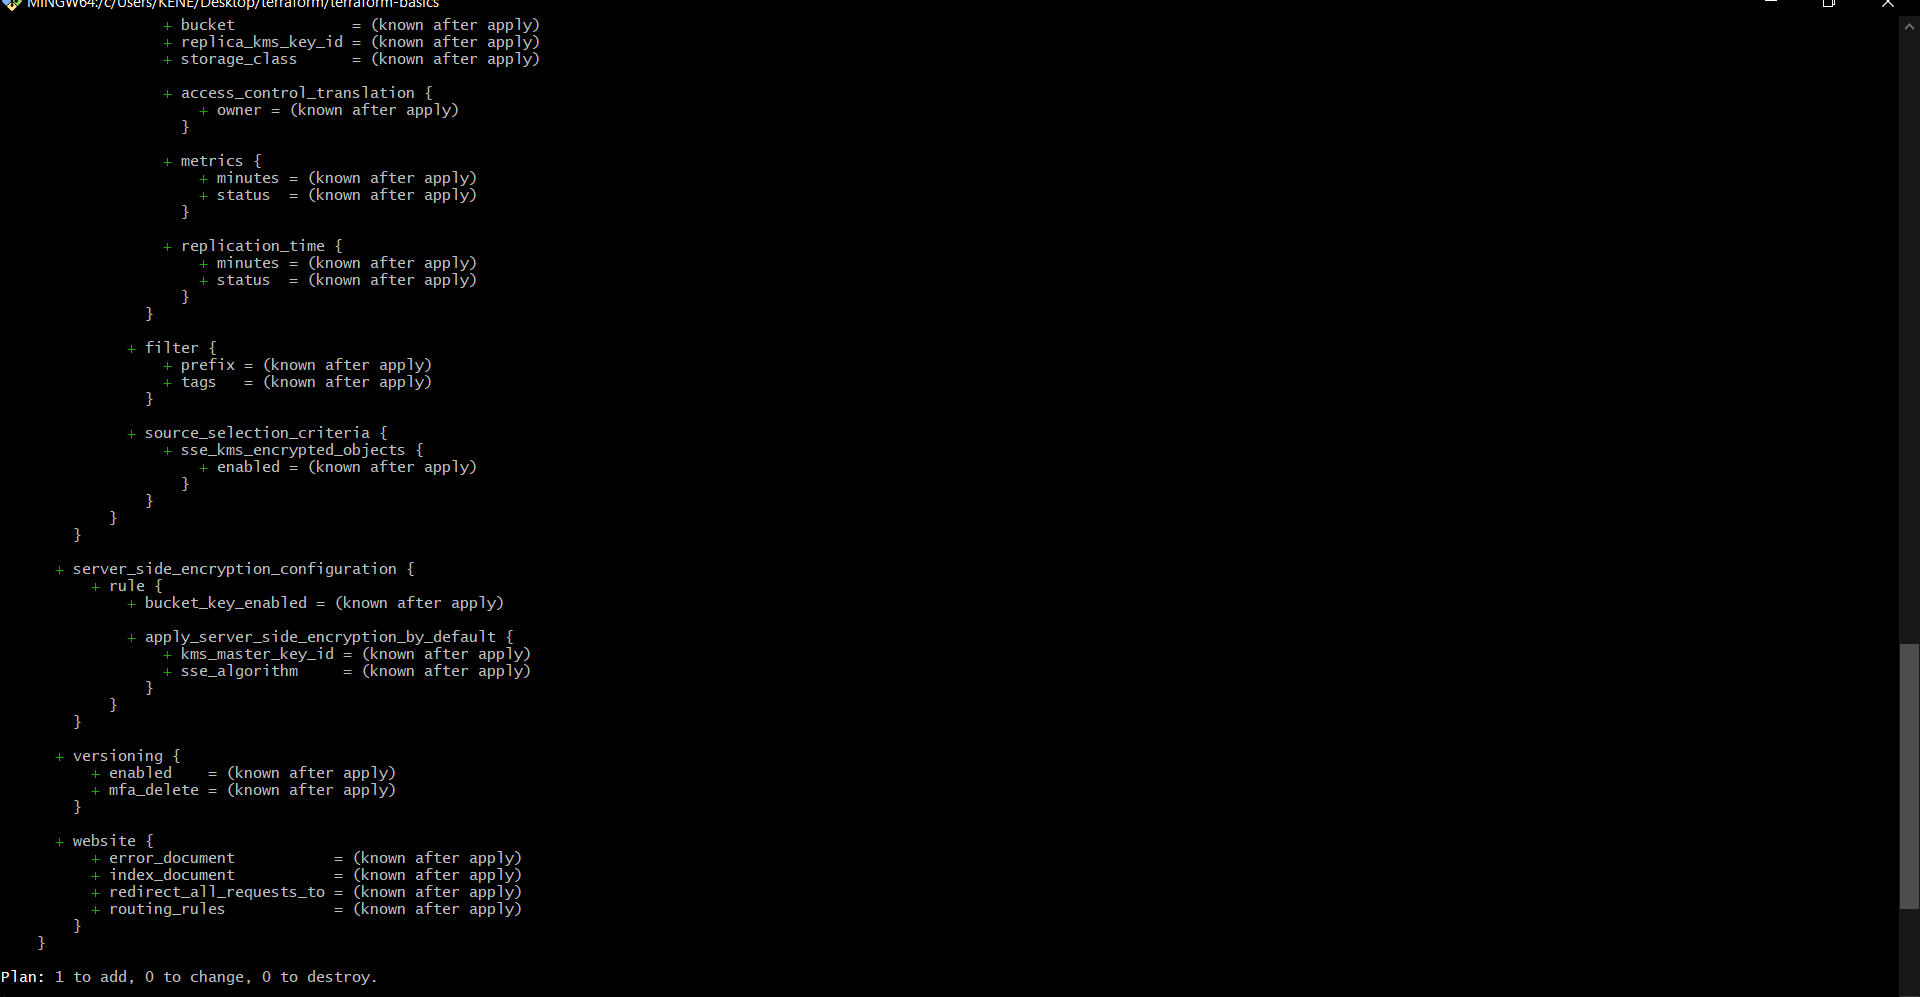 MINGW64:/c/Users/KENE/Desktop/terraform/terraform-basics
+ bucket = (known after apply)
+ replica_kms_key_id = (known after apply)
+ storage_class = (known after apply)
+ access_control_translation {
+ owner = (known after apply)
}
+ metrics {
+ minutes = (known after apply)
+ status = (known after apply)
}
+ replication_time {
+ minutes = (known after apply)
+ status = (known after apply)
}
}
+ filter {
+ prefix = (known after apply)
+ tags = (known after apply)
}
+ source_selection_criteria {
+ sse_kms_encrypted_objects {
+ enabled = (known after apply)
}
}
}
}
+ server_side_encryption_configuration {
+ rule {
+ bucket_key_enabled = (known after apply)
+ apply_server_side_encryption_by_default {
+ kms_master_key_id = (known after apply)
+ sse_algorithm = (known after apply)
}
}
}
+ versioning {
+ enabled = (known after apply)
+ mfa_delete = (known after apply)
}
+ website {
+ error_document = (known after apply)
+ index_document = (known after apply)
+ redirect_all_requests_to = (known after apply)
+ routing_rules = (known after apply)
}
}
Plan: 1 to add, 0 to change, 0 to destroy.